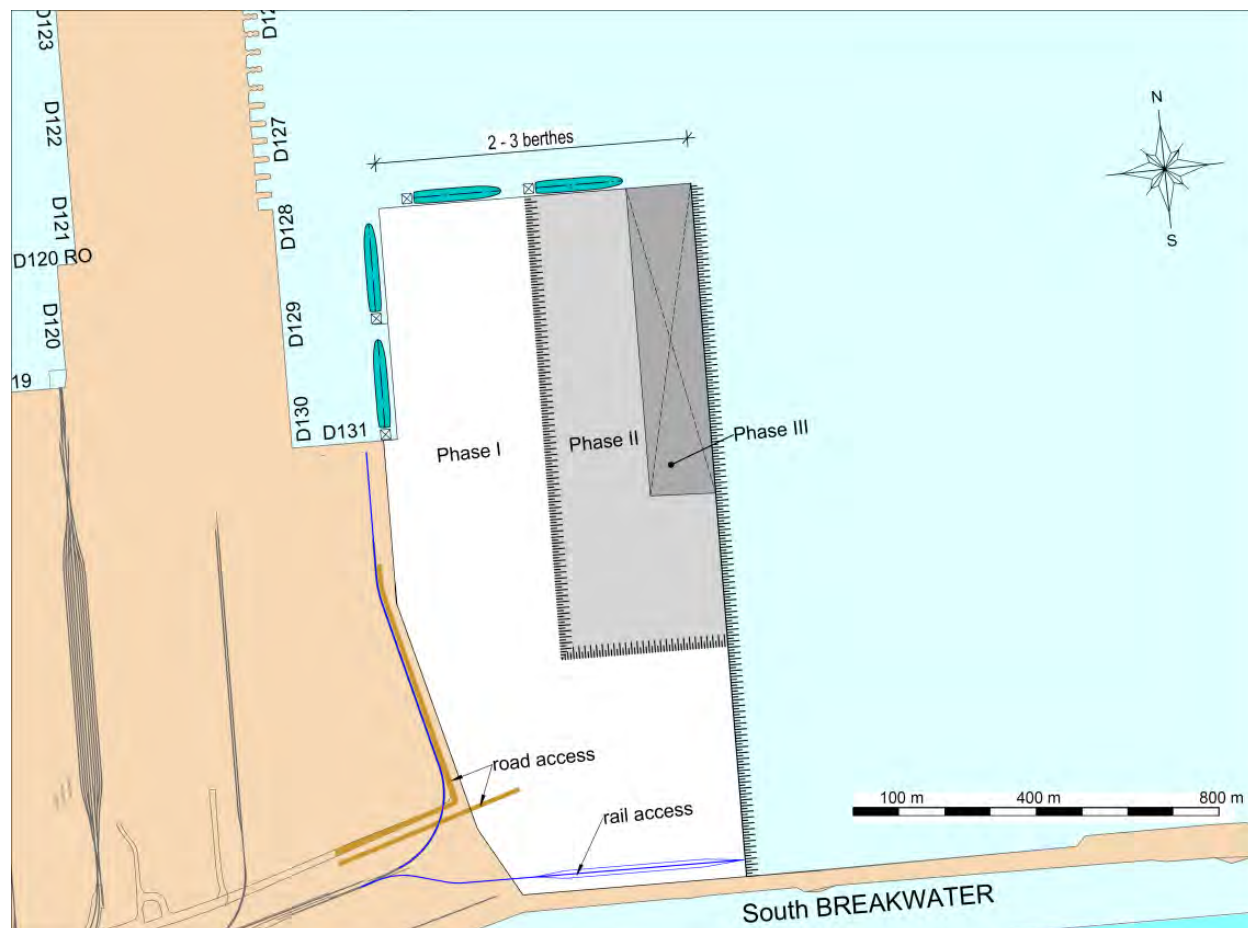 D123
D122
D121
D120 RO
D120
19
D127
D128
D129
D130
D131
2 - 3 berthes
N
S
Phase I
Phase II
Phase III
road access
rail access
100 m
400 m
800 m
South BREAKWATER